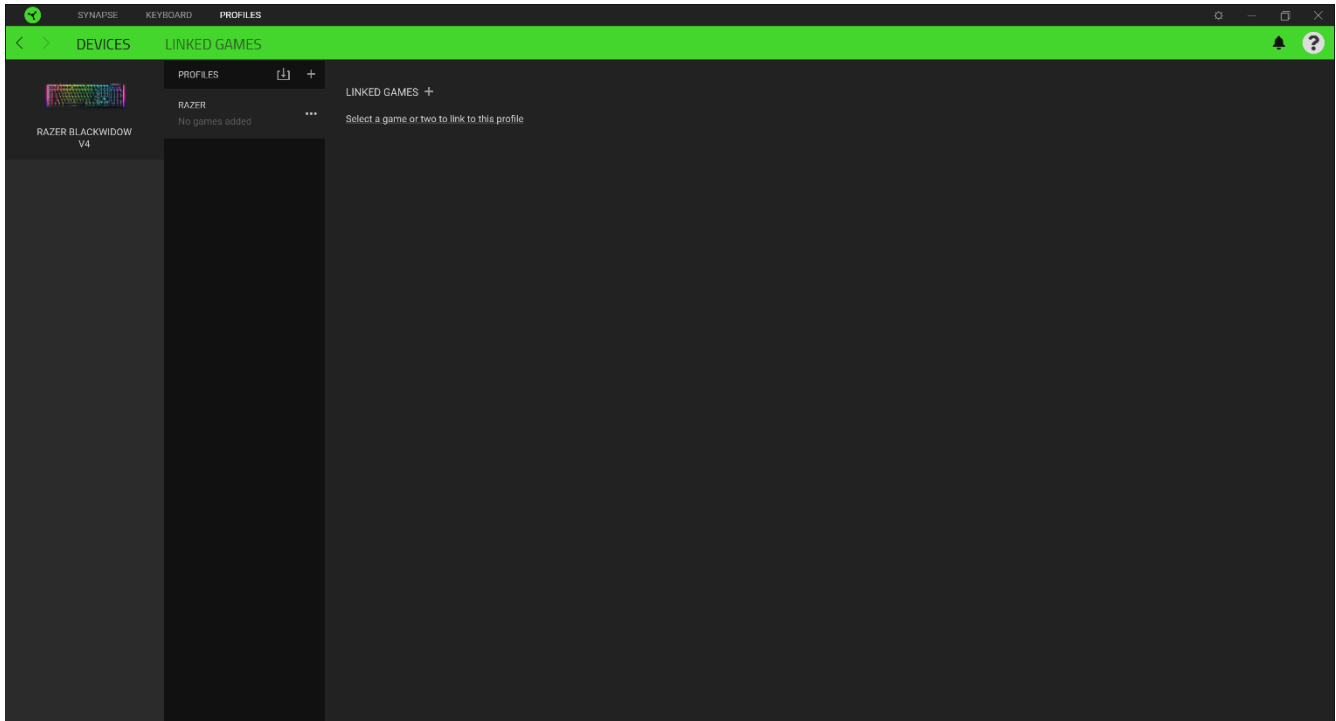 SYNAPSE KEYBOARD PROFILES
DEVICES LINKED GAMES ?
RAZER BLACKWIDOW
V4
PROFILES +
RAZER
No games added
LINKED GAMES +
Select a game or two to link to this profile